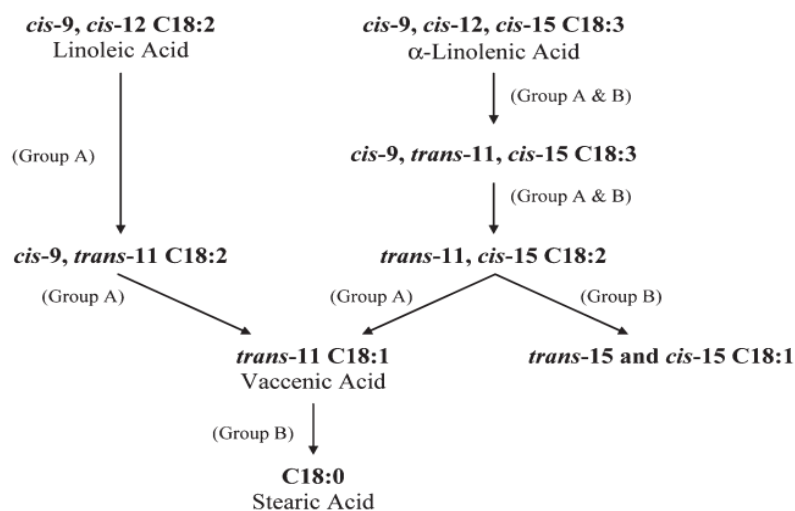 cis-9, cis-12 C18:2
Linoleic Acid
cis-9, cis-12, cis-15 C18:3
α-Linolenic Acid
(Group A & B)
(Group A)
cis-9, trans-11, cis-15 C18:3
(Group A & B)
cis-9, trans-11 C18:2
trans-11, cis-15 C18:2
(Group A)
(Group A)
(Group B)
trans-11 C18:1
Vaccenic Acid
trans-15 and cis-15 C18:1
(Group B)
C18:0
Stearic Acid